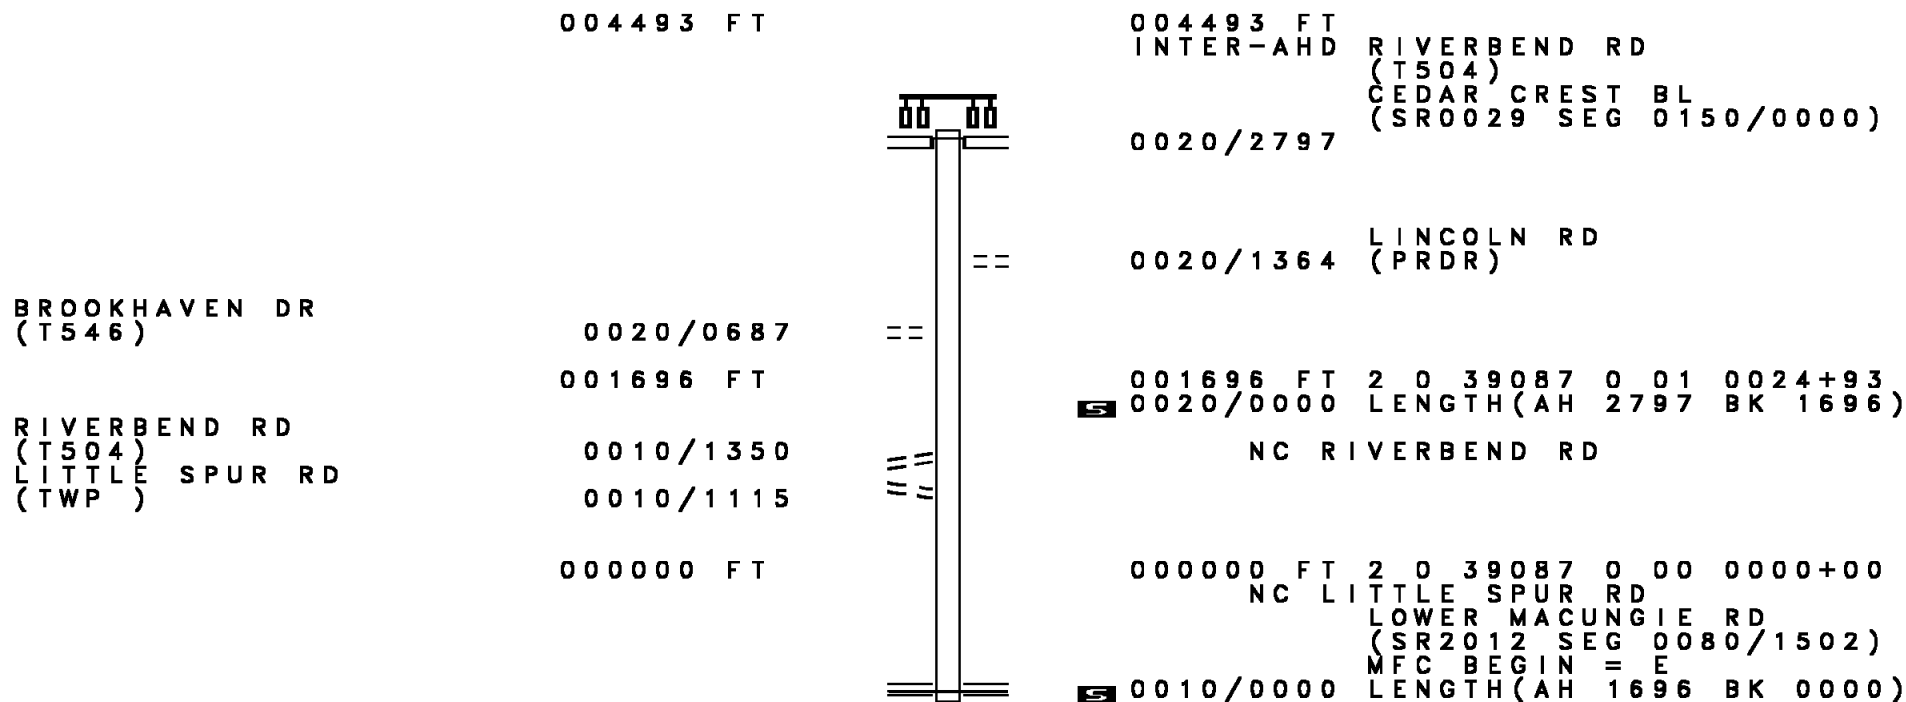 004493 FT 004493 FT
INTER-AHD RIVERBEND RD
(T504)
CEDAR CREST BL
(SR0029 SEG 0150/0000)
0020/2797
LINCOLN RD
0020/1364 (PRDR)
BROOKHAVEN DR
(T546) 0020/0687
001696 FT 001696 FT 2 0 39087 0 01 0024+93
S 0020/0000 LENGTH(AH 2797 BK 1696)
RIVERBEND RD
(T504) 0010/1350 NC RIVERBEND RD
LITTLE SPUR RD
(TWP ) 0010/1115
000000 FT 000000 FT 2 0 39087 0 00 0000+00
NC LITTLE SPUR RD
LOWER MACUNGIE RD
(SR2012 SEG 0080/1502)
MFC BEGIN = E
S 0010/0000 LENGTH(AH 1696 BK 0000)